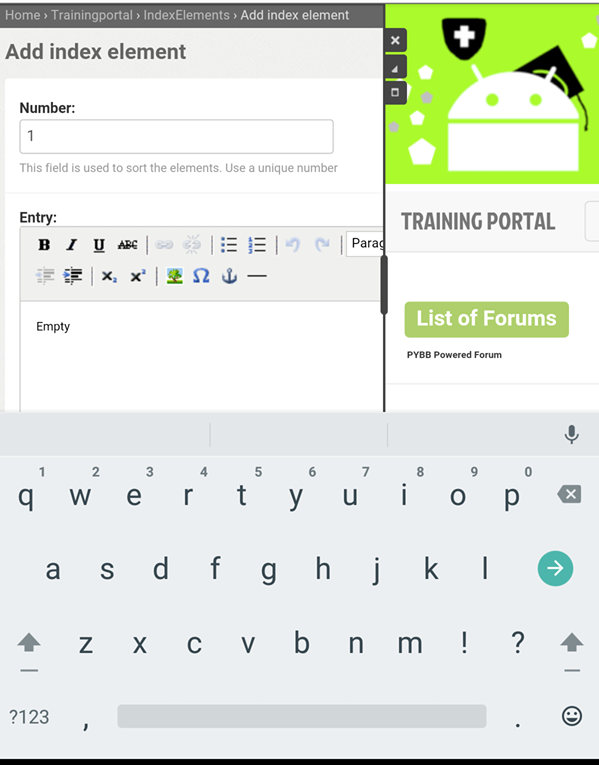 Home › Trainingportal › IndexElements › Add index element
Add index element
Number:
1
This field is used to sort the elements. Use a unique number
Entry:
B I U ABC
Parag
x₂ x² Ω
Empty
TRAINING PORTAL
List of Forums
PYBB Powered Forum
1 2 3 4 5 6 7 8 9 0
q w e r t y u i o p
a s d f g h j k l
z x c v b n m ! ?
?123 , .